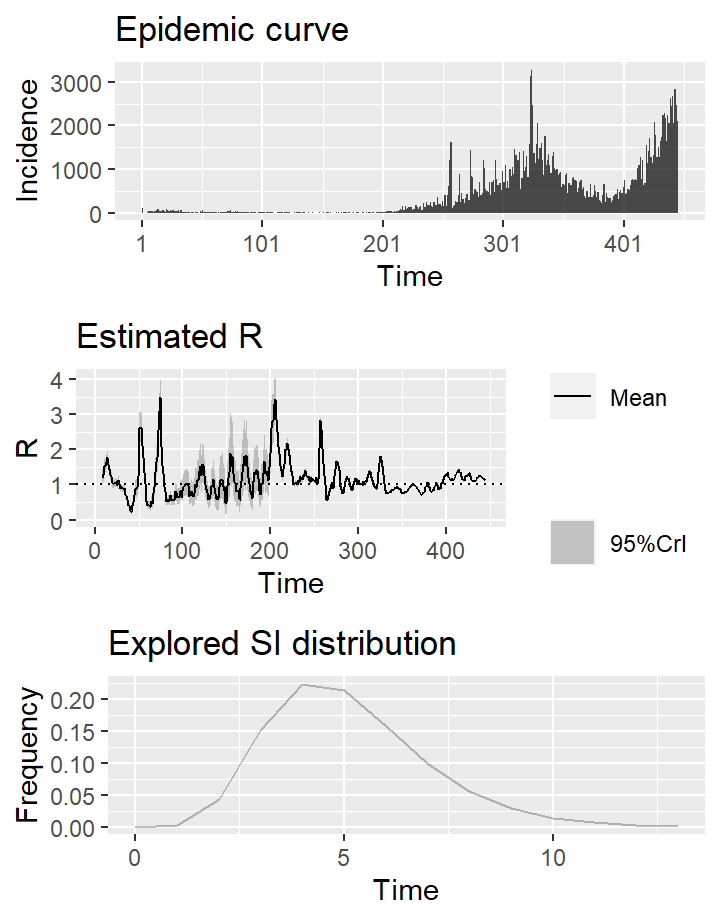 Epidemic curve
Incidence
3000
2000
1000
0
1 101 201 301 401
Time
Estimated R
R
4
3
2
1
0
0 100 200 300 400
Time
Mean
95%CrI
Explored SI distribution
Frequency
0.20
0.15
0.10
0.05
0.00
0 5 10
Time